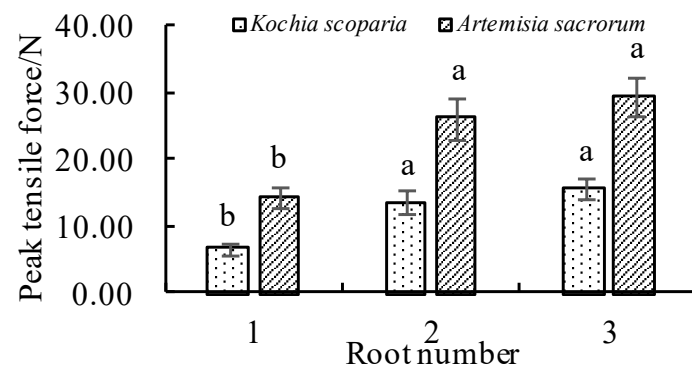 40.00
Kochia scoparia
Artemisia sacrorum
a
a
30.00
b
a
a
20.00
b
10.00
0.00
Peak tensile force/N
1
2
3
Root number